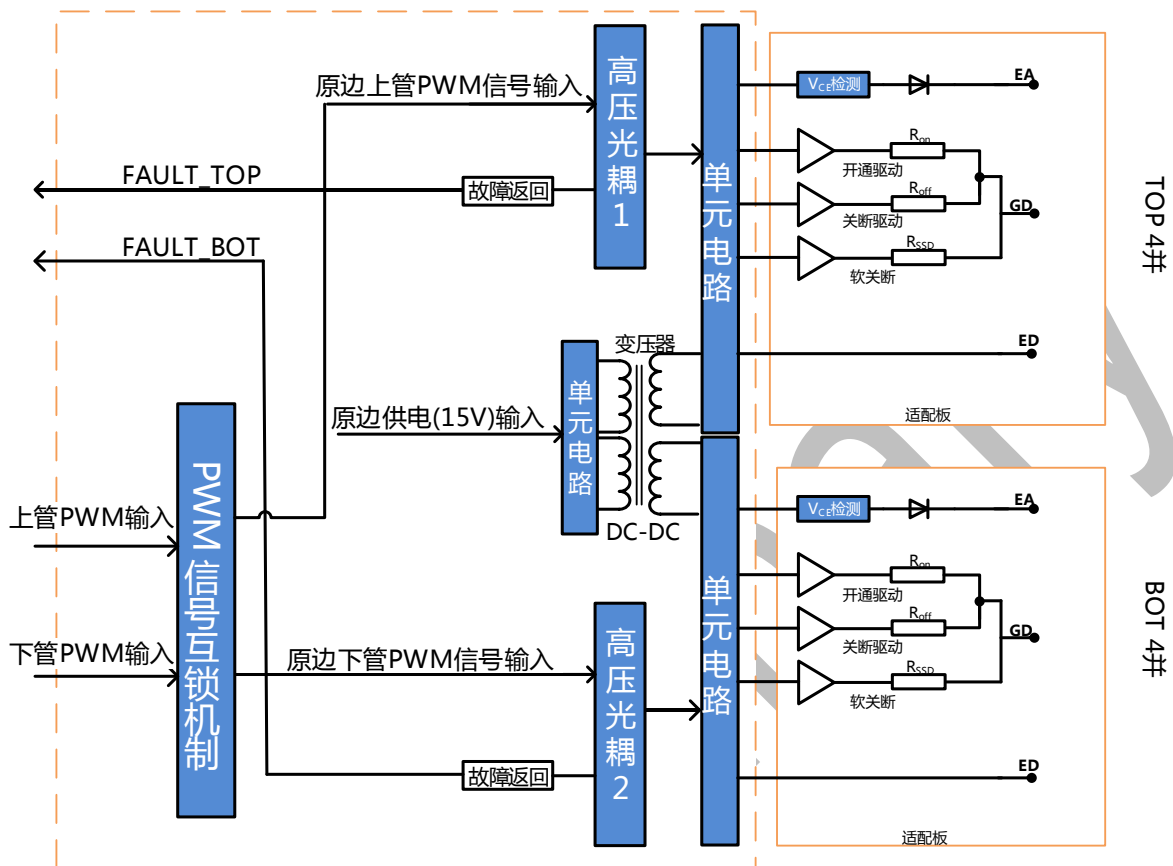 原边上管PWM信号输入
高压光耦1
单元电路
VCE检测
EA
FAULT_TOP
故障返回
Ron
开通驱动
Roff
关断驱动
GD
RSSD
软关断
TOP 4并
FAULT_BOT
变压器
ED
原边供电(15V)输入
单元电路
DC-DC
适配板
PWM信号互锁机制
上管PWM输入
下管PWM输入
原边下管PWM信号输入
高压光耦2
单元电路
VCE检测
EA
Ron
开通驱动
Roff
关断驱动
GD
RSSD
软关断
BOT 4并
故障返回
ED
适配板